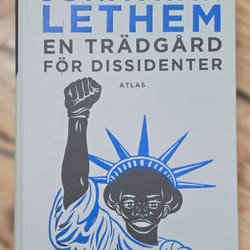 LETHEM
EN TRÄDGÅRD
FÖR DISSIDENTER
ATLAS